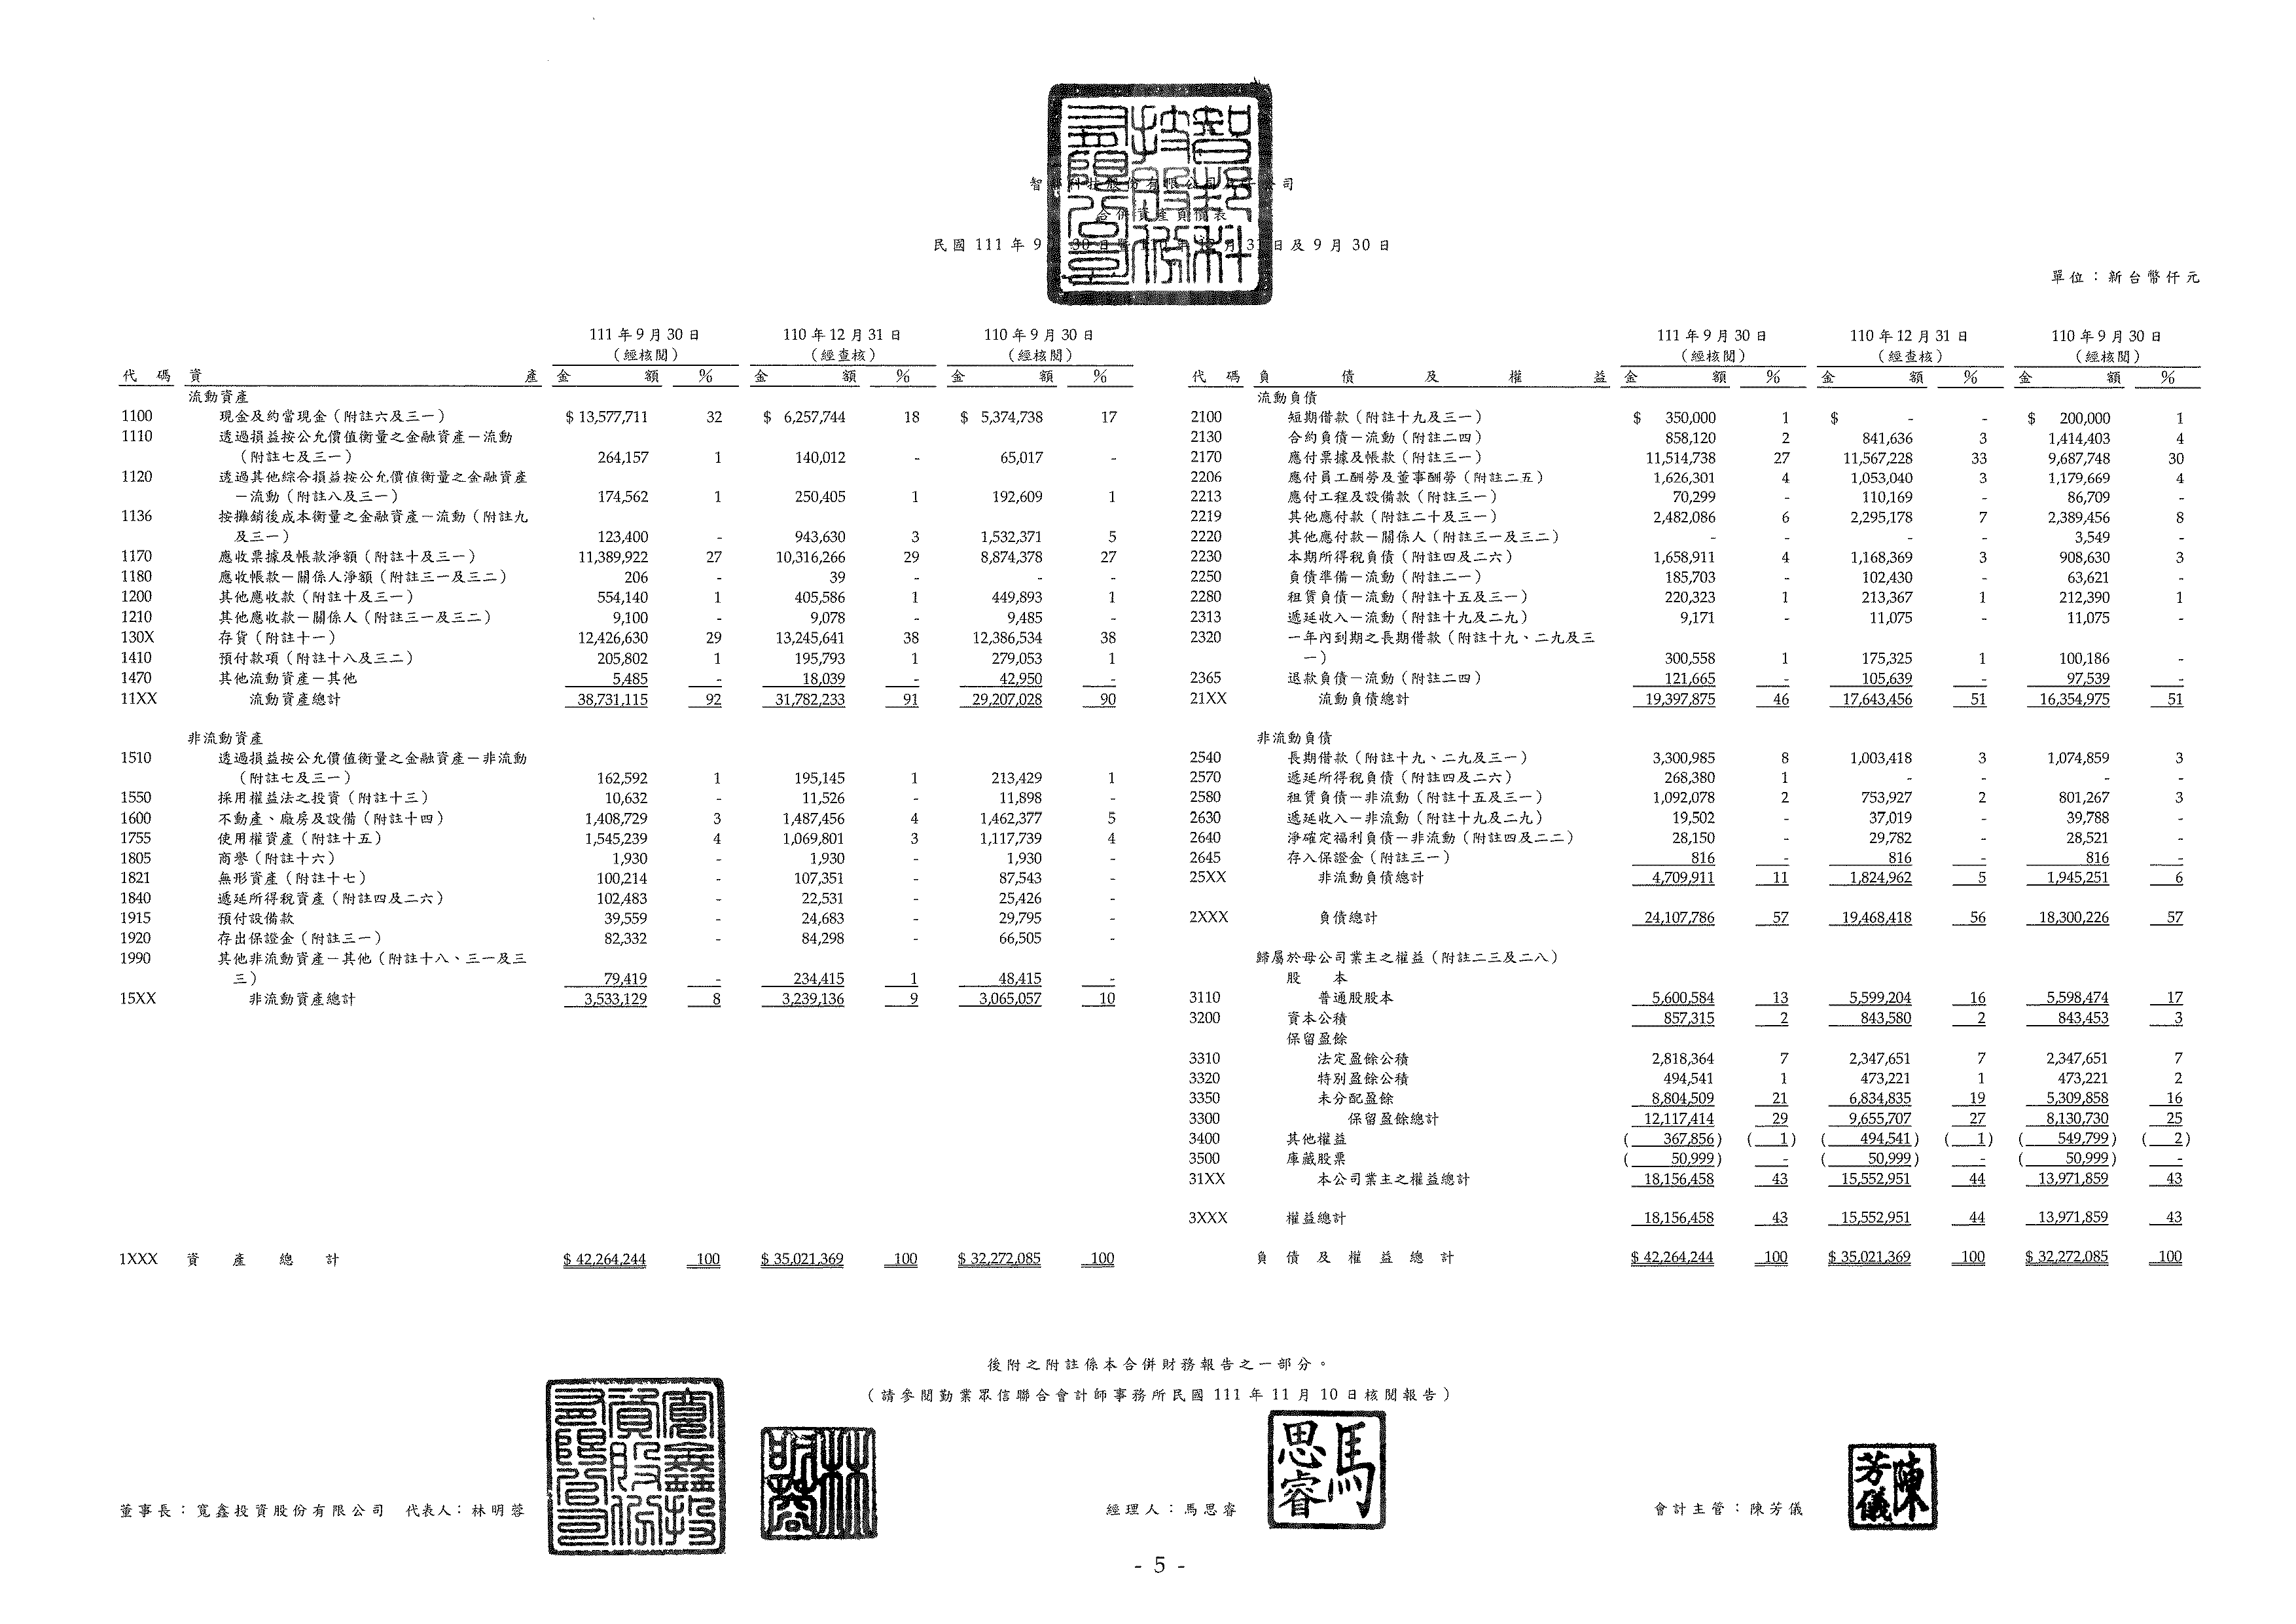 智邦科技股份有限公司及子公司
合併資產負債表
民國 111 年 9 月 30 日暨 110 年 12 月 31 日及 9 月 30 日
單位：新台幣仟元
111 年 9 月 30 日 110 年 12 月 31 日 110 年 9 月 30 日
（經核閱） （經查核） （經核閱）
代 碼 資 產 金 額 % 金 額 % 金 額 %
流動資產
1100 現金及約當現金（附註六及三一） $ 13,577,711 32 $ 6,257,744 18 $ 5,374,738 17
1110 透過損益按公允價值衡量之金融資產－流動
（附註七及三一） 264,157 1 140,012 - 65,017 -
1120 透過其他綜合損益按公允價值衡量之金融資產
－流動（附註八及三一） 174,562 1 250,405 1 192,609 1
1136 按攤銷後成本衡量之金融資產－流動（附註九
及三一） 123,400 - 943,630 3 1,532,371 5
1170 應收票據及帳款淨額（附註十及三一） 11,389,922 27 10,316,266 29 8,874,378 27
1180 應收帳款－關係人淨額（附註三一及三二） 206 - 39 - - -
1200 其他應收款（附註十及三一） 554,140 1 405,586 1 449,893 1
1210 其他應收款－關係人（附註三一及三二） 9,100 - 9,078 - 9,485 -
130X 存貨（附註十一） 12,426,630 29 13,245,641 38 12,386,534 38
1410 預付款項（附註十八及三二） 205,802 1 195,793 1 279,053 1
1470 其他流動資產－其他 5,485 - 18,039 - 42,950 -
11XX 流動資產總計 38,731,115 92 31,782,233 91 29,207,028 90
非流動資產
1510 透過損益按公允價值衡量之金融資產－非流動
（附註七及三一） 162,592 1 195,145 1 213,429 1
1550 採用權益法之投資（附註十三） 10,632 - 11,526 - 11,898 -
1600 不動產、廠房及設備（附註十四） 1,408,729 3 1,487,456 4 1,462,377 5
1755 使用權資產（附註十五） 1,545,239 4 1,069,801 3 1,117,739 4
1805 商譽（附註十六） 1,930 - 1,930 - 1,930 -
1821 無形資產（附註十七） 100,214 - 107,351 - 87,543 -
1840 遞延所得稅資產（附註四及二六） 102,483 - 22,531 - 25,426 -
1915 預付設備款 39,559 - 24,683 - 29,795 -
1920 存出保證金（附註三一） 82,332 - 84,298 - 66,505 -
1990 其他非流動資產－其他（附註十八、三一及三
三） 79,419 - 234,415 1 48,415 -
15XX 非流動資產總計 3,533,129 8 3,239,136 9 3,065,057 10
1XXX 資 產 總 計 $ 42,264,244 100 $ 35,021,369 100 $ 32,272,085 100
111 年 9 月 30 日 110 年 12 月 31 日 110 年 9 月 30 日
（經核閱） （經查核） （經核閱）
代 碼 負 債 及 權 益 金 額 % 金 額 % 金 額 %
流動負債
2100 短期借款（附註十九及三一） $ 350,000 1 $ - - $ 200,000 1
2130 合約負債－流動（附註二四） 858,120 2 841,636 3 1,414,403 4
2170 應付票據及帳款（附註三一） 11,514,738 27 11,567,228 33 9,687,748 30
2206 應付員工酬勞及董事酬勞（附註二五） 1,626,301 4 1,053,040 3 1,179,669 4
2213 應付工程及設備款（附註三一） 70,299 - 110,169 - 86,709 -
2219 其他應付款（附註二十及三一） 2,482,086 6 2,295,178 7 2,389,456 8
2220 其他應付款－關係人（附註三一及三二） - - - - 3,549 -
2230 本期所得稅負債（附註四及二六） 1,658,911 4 1,168,369 3 908,630 3
2250 負債準備－流動（附註二一） 185,703 - 102,430 - 63,621 -
2280 租賃負債－流動（附註十五及三一） 220,323 1 213,367 1 212,390 1
2313 遞延收入－流動（附註十九及二九） 9,171 - 11,075 - 11,075 -
2320 一年內到期之長期借款（附註十九、二九及三
一） 300,558 1 175,325 1 100,186 -
2365 退款負債－流動（附註二四） 121,665 - 105,639 - 97,539 -
21XX 流動負債總計 19,397,875 46 17,643,456 51 16,354,975 51
非流動負債
2540 長期借款（附註十九、二九及三一） 3,300,985 8 1,003,418 3 1,074,859 3
2570 遞延所得稅負債（附註四及二六） 268,380 1 - - - -
2580 租賃負債－非流動（附註十五及三一） 1,092,078 2 753,927 2 801,267 3
2630 遞延收入－非流動（附註十九及二九） 19,502 - 37,019 - 39,788 -
2640 淨確定福利負債－非流動（附註四及二二） 28,150 - 29,782 - 28,521 -
2645 存入保證金（附註三一） 816 - 816 - 816 -
25XX 非流動負債總計 4,709,911 11 1,824,962 5 1,945,251 6
2XXX 負債總計 24,107,786 57 19,468,418 56 18,300,226 57
歸屬於母公司業主之權益（附註二三及二八）
股 本
3110 普通股股本 5,600,584 13 5,599,204 16 5,598,474 17
3200 資本公積 857,315 2 843,580 2 843,453 3
保留盈餘
3310 法定盈餘公積 2,818,364 7 2,347,651 7 2,347,651 7
3320 特別盈餘公積 494,541 1 473,221 1 473,221 2
3350 未分配盈餘 8,804,509 21 6,834,835 19 5,309,858 16
3300 保留盈餘總計 12,117,414 29 9,655,707 27 8,130,730 25
3400 其他權益 ( 367,856) ( 1) ( 494,541) ( 1) ( 549,799) ( 2)
3500 庫藏股票 ( 50,999) - ( 50,999) - ( 50,999) -
31XX 本公司業主之權益總計 18,156,458 43 15,552,951 44 13,971,859 43
3XXX 權益總計 18,156,458 43 15,552,951 44 13,971,859 43
負 債 及 權 益 總 計 $ 42,264,244 100 $ 35,021,369 100 $ 32,272,085 100
後附之附註係本合併財務報告之一部分。
（請參閱勤業眾信聯合會計師事務所民國 111 年 11 月 10 日核閱報告）
董事長：寬鑫投資股份有限公司 代表人：林明蓉
經理人：馬思睿
馬思睿
會計主管：陳芳儀
陳芳儀
- 5 -